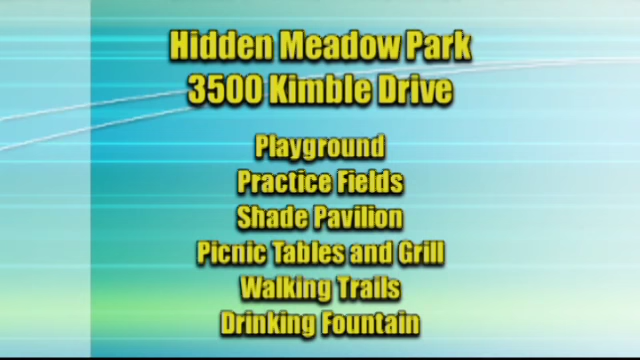 Hidden Meadow Park
3500 Kimble Drive
Playground
Practice Fields
Shade Pavilion
Picnic Tables and Grill
Walking Trails
Drinking Fountain